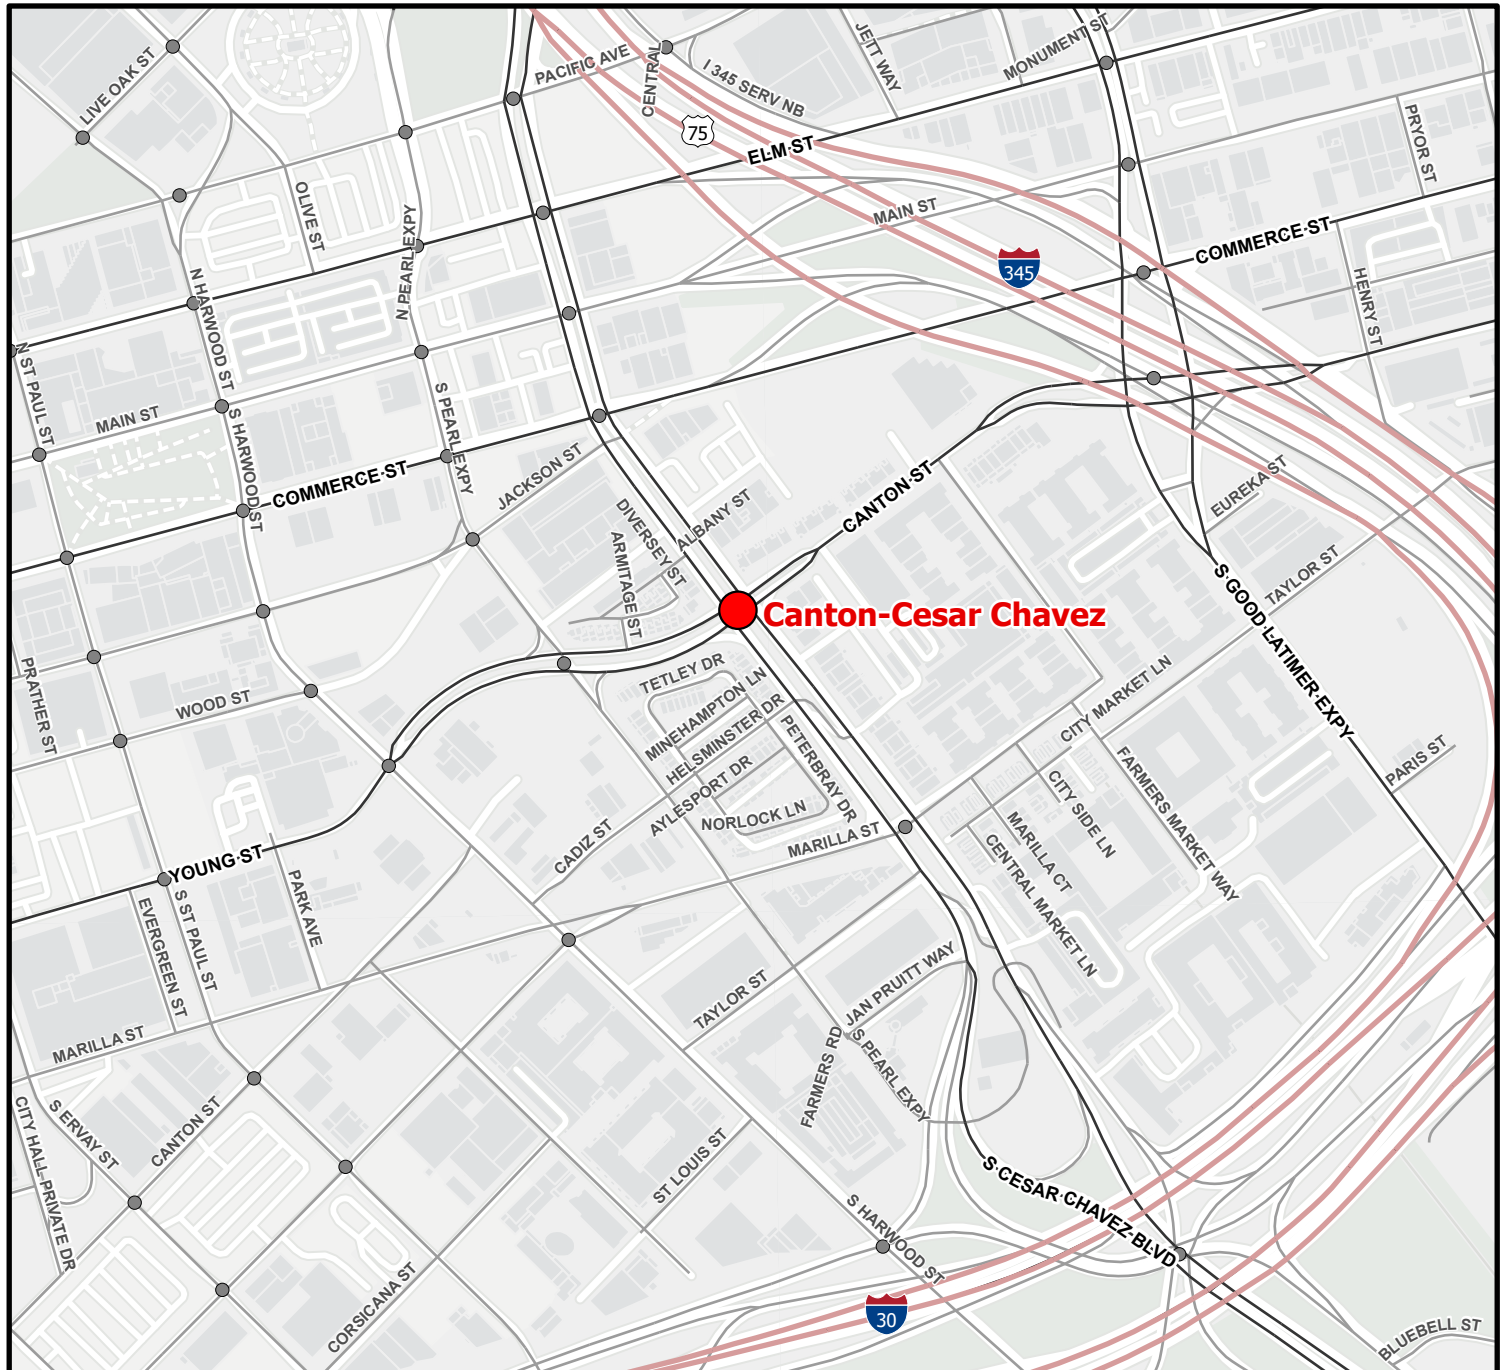 LIVE OAK ST
PACIFIC AVE
CENTRAL
I 345 SERV NB
JETT WAY
MONUMENT ST
75
ELM ST
PRYOR ST
OLIVE ST
N PEARL EXPY
MAIN ST
COMMERCE ST
345
N HARWOOD ST
HENRY ST
N ST PAUL ST
MAIN ST
S HARWOOD ST
S PEARL EXPY
COMMERCE ST
JACKSON ST
CANTON ST
EUREKA ST
DIVERSEY ST
ALBANY ST
ARMITAGE ST
TAYLOR ST
S GOOD LATIMER EXPY
Canton-Cesar Chavez
PRATHER ST
WOOD ST
TETLEY DR
MINEHAMPTON LN
HELSMINSTER DR
AYLESPORT DR
PETERBRAY DR
NORLOCK LN
CITY MARKET LN
FARMERS MARKET WAY
PARIS ST
CITY SIDE LN
MARILLA CT
CENTRAL MARKET LN
CADIZ ST
MARILLA ST
YOUNG ST
PARK AVE
S ST PAUL ST
EVERGREEN ST
TAYLOR ST
JAN PRUITT WAY
FARMERS RD
S PEARL EXPY
MARILLA ST
CITY HALL PRIVATE DR
S ERVAY ST
CANTON ST
ST LOUIS ST
S HARWOOD ST
S CESAR CHAVEZ BLVD
CORSICANA ST
30
BLUEBELL ST